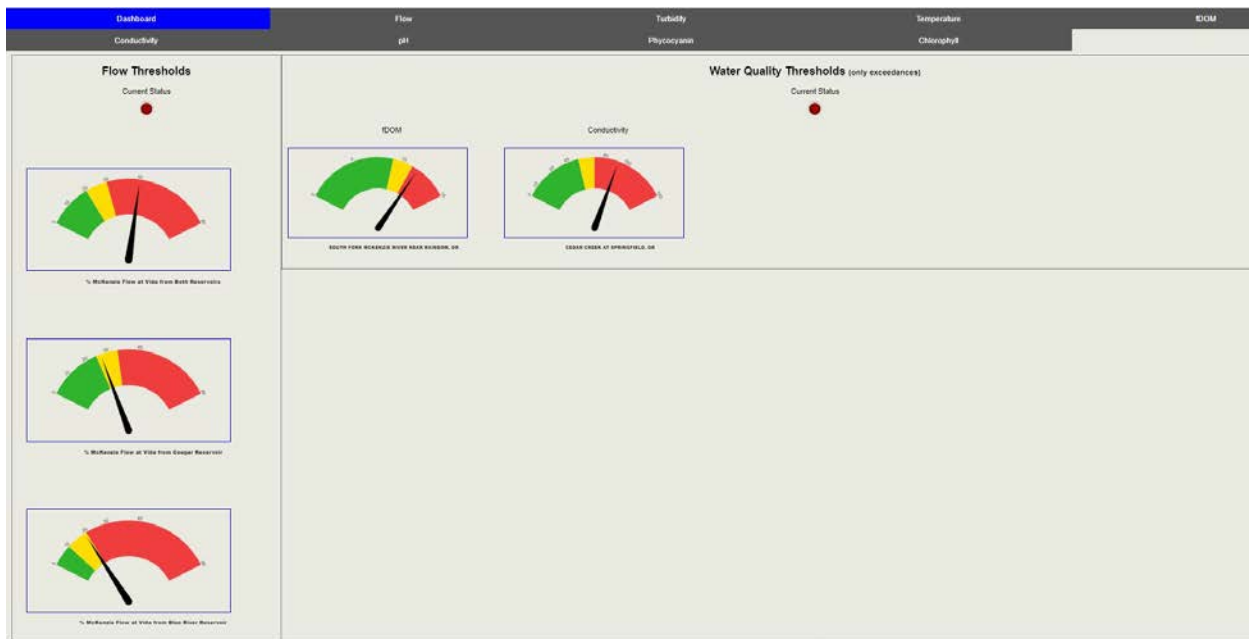 Dashboard
Flow
Turbidity
Temperature
fDOM
Conductivity
pH
Phycocyanin
Chlorophyll
Flow Thresholds
Current Status
% McKenzie Flow at Vida from Both Reservoirs
% McKenzie Flow at Vida from Cougar Reservoir
% McKenzie Flow at Vida from Blue River Reservoir
Water Quality Thresholds (only exceedances)
Current Status
fDOM
Conductivity
SOUTH FORK MCKENZIE RIVER NEAR RAINBOW, OR
CEDAR CREEK AT SPRINGFIELD, OR